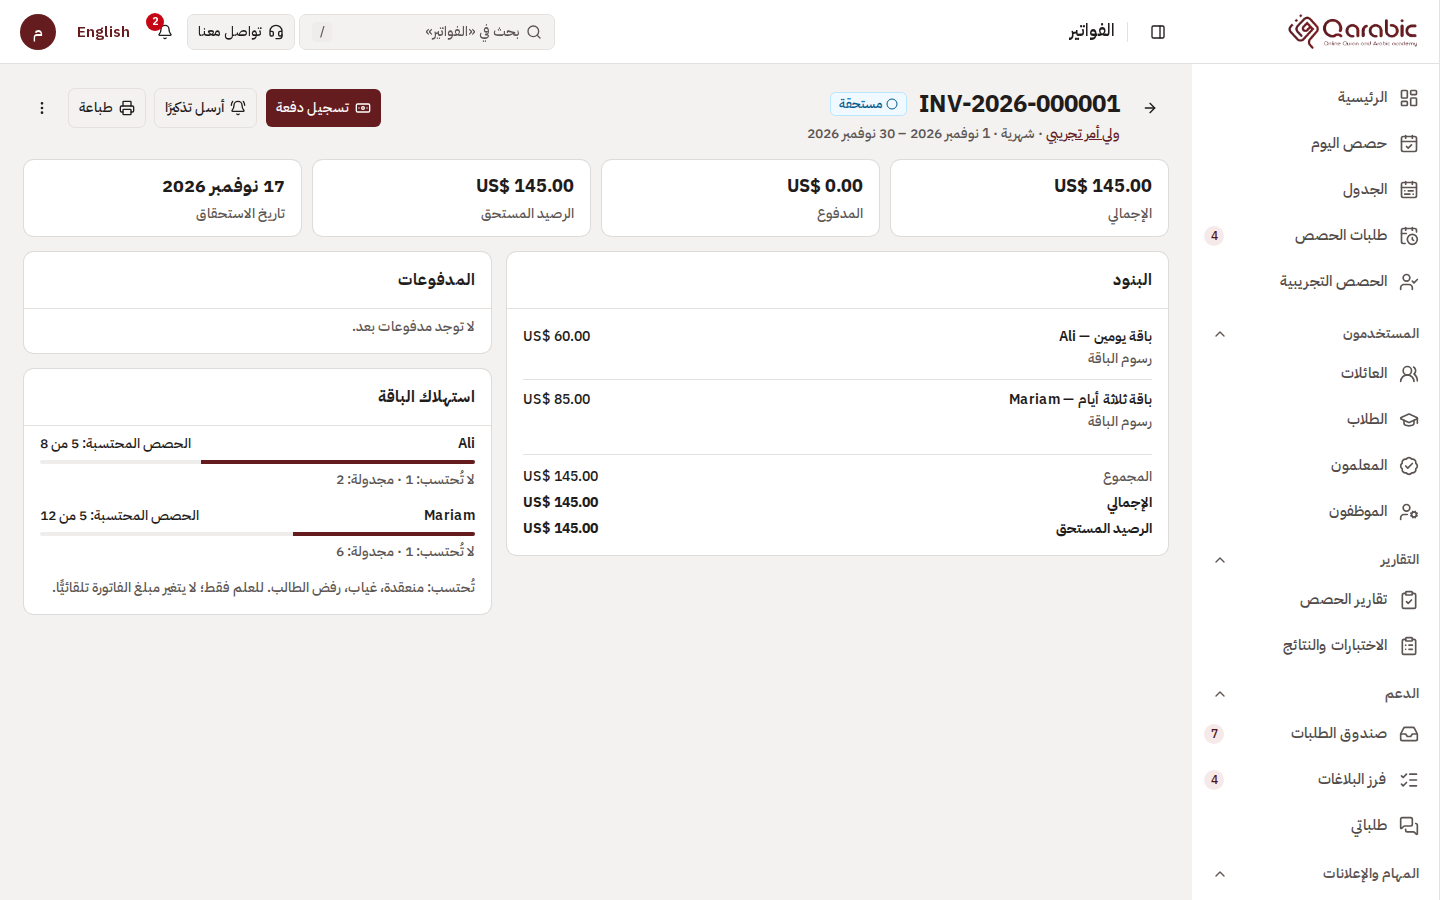 Qarabic
Online Quran and Arabic academy
الفواتير
بحث في «الفواتير»
/
تواصل معنا
2
English
م
الرئيسية
حصص اليوم
الجدول
طلبات الحصص
4
الحصص التجريبية
المستخدمون
العائلات
الطلاب
المعلمون
الموظفون
التقارير
تقارير الحصص
الاختبارات والنتائج
الدعم
صندوق الطلبات
7
فرز البلاغات
4
طلباتي
المهام والإعلانات
INV-2026-000001
مستحقة
ولي أمر تجريبي · شهرية · 1 نوفمبر 2026 – 30 نوفمبر 2026
تسجيل دفعة
أرسل تذكيرًا
طباعة
US$ 145.00
الإجمالي
US$ 0.00
المدفوع
US$ 145.00
الرصيد المستحق
17 نوفمبر 2026
تاريخ الاستحقاق
البنود
باقة يومين — Ali
US$ 60.00
رسوم الباقة
باقة ثلاثة أيام — Mariam
US$ 85.00
رسوم الباقة
المجموع
US$ 145.00
الإجمالي
US$ 145.00
الرصيد المستحق
US$ 145.00
المدفوعات
لا توجد مدفوعات بعد.
استهلاك الباقة
Ali
الحصص المحتسبة: 5 من 8
لا تُحتسب: 1 · مجدولة: 2
Mariam
الحصص المحتسبة: 5 من 12
لا تُحتسب: 1 · مجدولة: 6
تُحتسب: منعقدة، غياب، رفض الطالب. للعلم فقط؛ لا يتغير مبلغ الفاتورة تلقائيًّا.